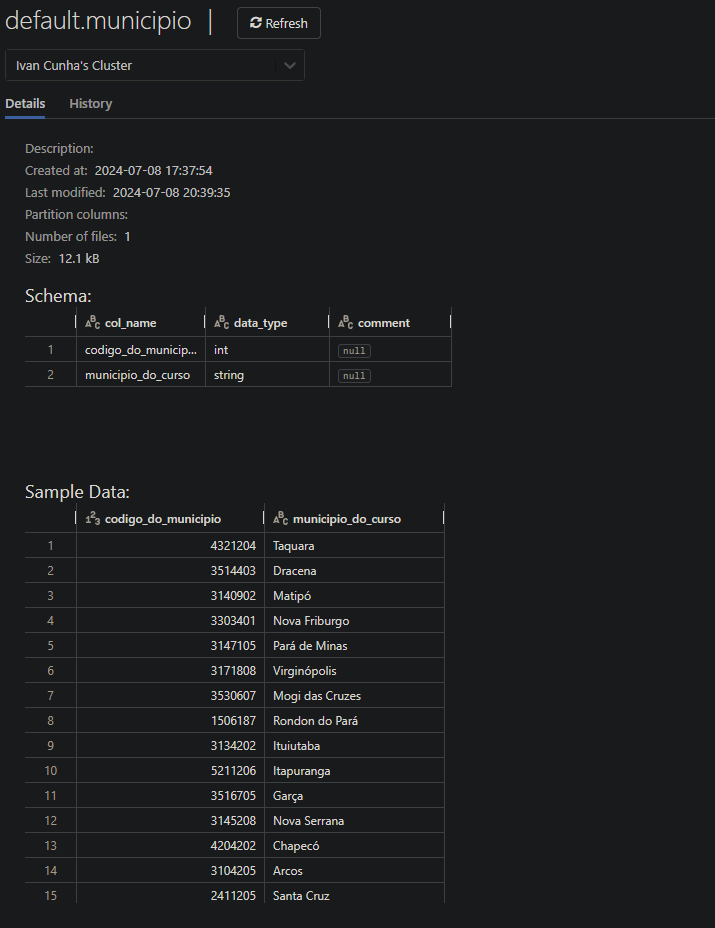 default.municipio | Refresh
Ivan Cunha's Cluster
Details History
Description:
Created at: 2024-07-08 17:37:54
Last modified: 2024-07-08 20:39:35
Partition columns:
Number of files: 1
Size: 12.1 kB
Schema:
ABC col_name ABC data_type ABC comment
1 codigo_do_municip... int null
2 municipio_do_curso string null
Sample Data:
123 codigo_do_municipio ABC municipio_do_curso
1 4321204 Taquara
2 3514403 Dracena
3 3140902 Matipó
4 3303401 Nova Friburgo
5 3147105 Pará de Minas
6 3171808 Virginópolis
7 3530607 Mogi das Cruzes
8 1506187 Rondon do Pará
9 3134202 Ituiutaba
10 5211206 Itapuranga
11 3516705 Garça
12 3145208 Nova Serrana
13 4204202 Chapecó
14 3104205 Arcos
15 2411205 Santa Cruz